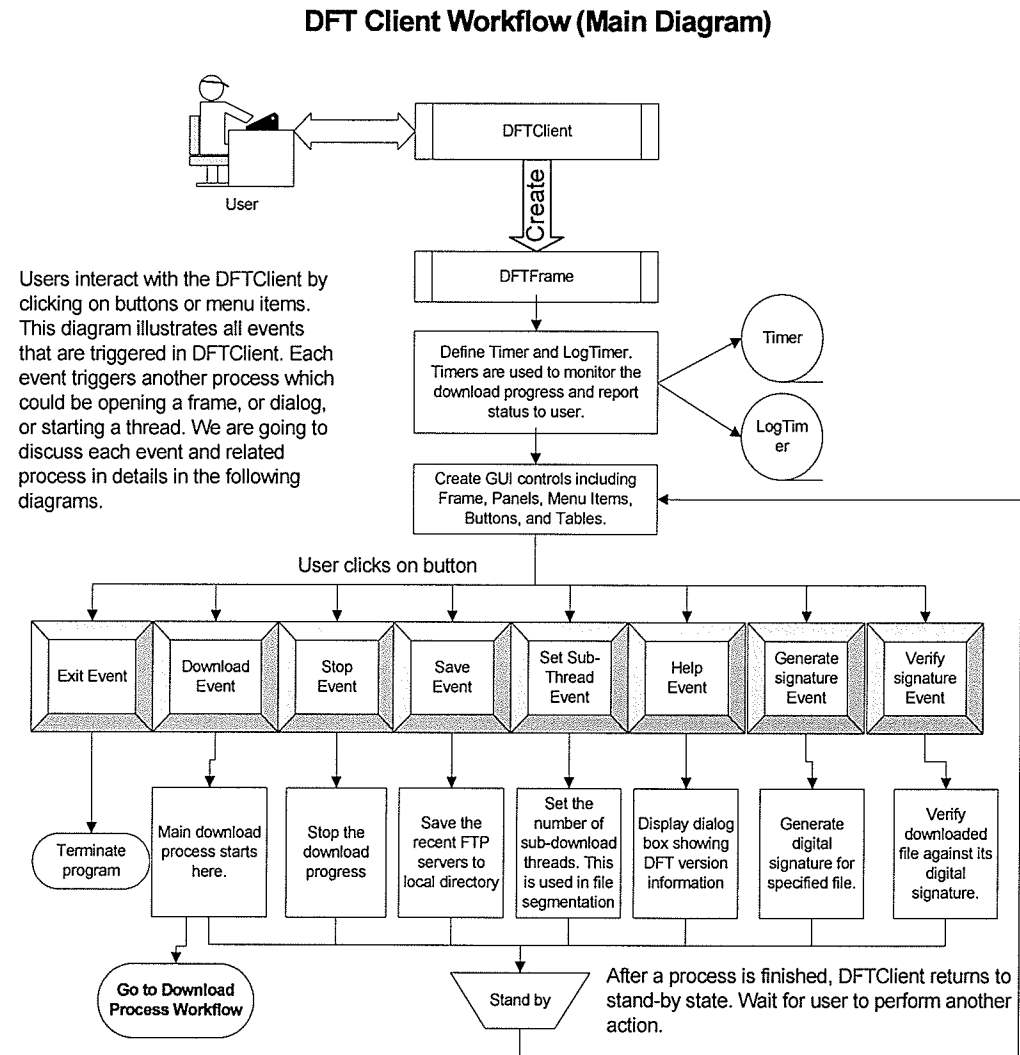 DFT Client Workflow (Main Diagram)
DFTClient
User
Create
DFTFrame
Users interact with the DFTClient by
clicking on buttons or menu items.
This diagram illustrates all events
that are triggered in DFTClient. Each
event triggers another process which
could be opening a frame, or dialog,
or starting a thread. We are going to
discuss each event and related
process in details in the following
diagrams.
Define Timer and LogTimer.
Timers are used to monitor the
download progress and report
status to user.
Timer
LogTim
er
Create GUI controls including
Frame, Panels, Menu Items,
Buttons, and Tables.
User clicks on button
Exit Event
Download
Event
Stop
Event
Save
Event
Set Sub-
Thread
Event
Help
Event
Generate
signature
Event
Verify
signature
Event
Terminate
program
Main download
process starts
here.
Stop the
download
progress
Save the
recent FTP
servers to
local directory
Set the
number of
sub-download
threads. This
is used in file
segmentation
Display dialog
box showing
DFT version
information
Generate
digital
signature for
specified file.
Verify
downloaded
file against its
digital
signature.
Go to Download
Process Workflow
Stand by
After a process is finished, DFTClient returns to
stand-by state. Wait for user to perform another
action.